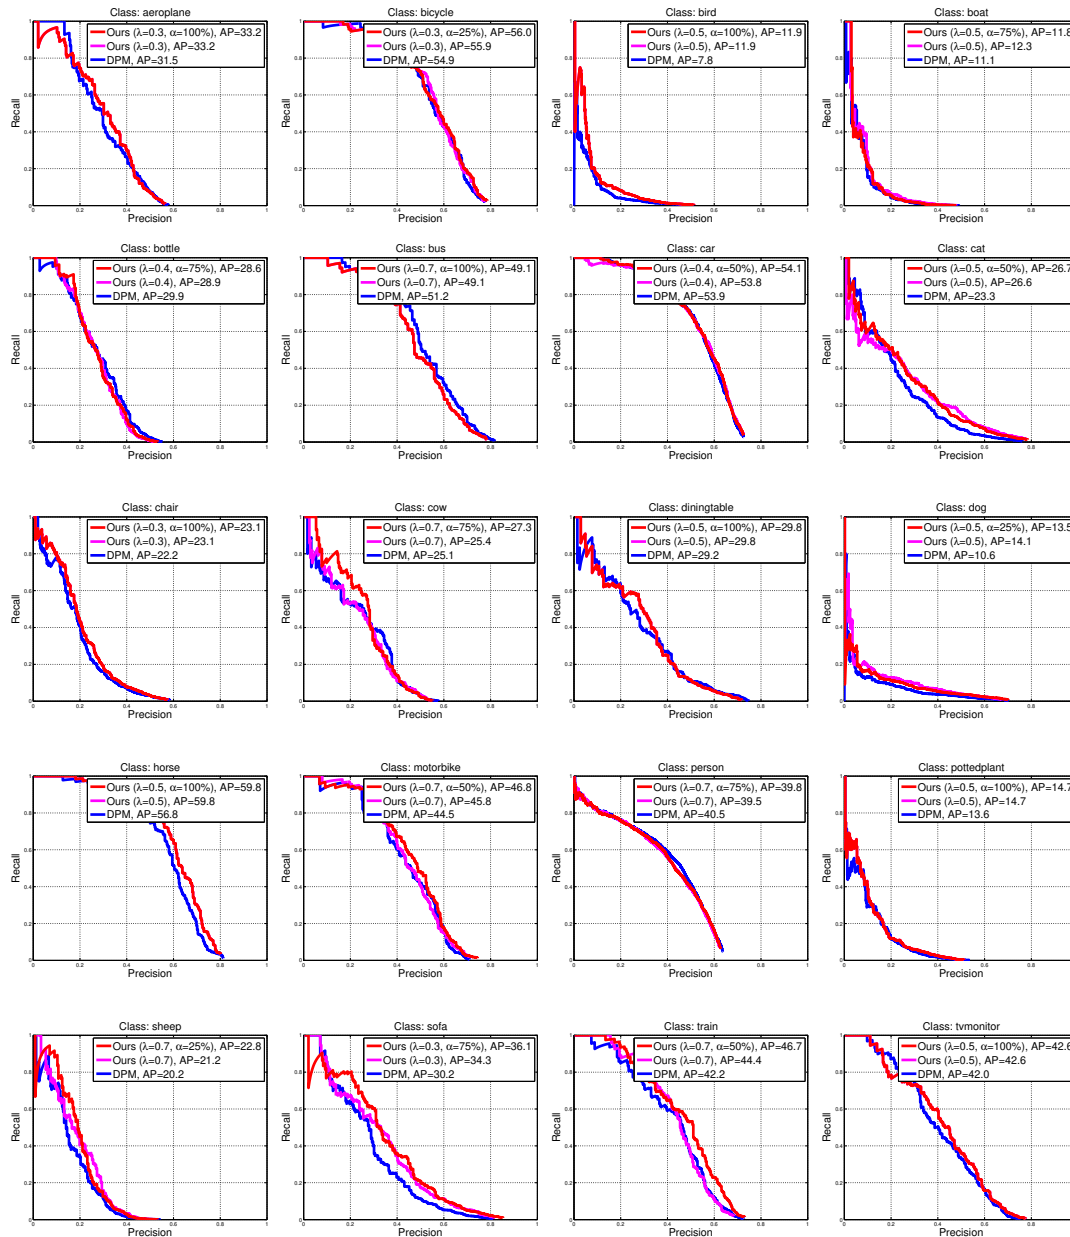 Class: aeroplane
Ours (λ=0.3, α=100%), AP=33.2
Ours (λ=0.3), AP=33.2
DPM, AP=31.5
Recall
Precision
Class: bicycle
Ours (λ=0.3, α=25%), AP=56.0
Ours (λ=0.3), AP=55.9
DPM, AP=54.9
Recall
Precision
Class: bird
Ours (λ=0.5, α=100%), AP=11.9
Ours (λ=0.5), AP=11.9
DPM, AP=7.8
Recall
Precision
Class: boat
Ours (λ=0.5, α=75%), AP=11.8
Ours (λ=0.5), AP=12.3
DPM, AP=11.1
Recall
Precision
Class: bottle
Ours (λ=0.4, α=75%), AP=28.6
Ours (λ=0.4), AP=28.9
DPM, AP=29.9
Recall
Precision
Class: bus
Ours (λ=0.7, α=100%), AP=49.1
Ours (λ=0.7), AP=49.1
DPM, AP=51.2
Recall
Precision
Class: car
Ours (λ=0.4, α=50%), AP=54.1
Ours (λ=0.4), AP=53.8
DPM, AP=53.9
Recall
Precision
Class: cat
Ours (λ=0.5, α=50%), AP=26.7
Ours (λ=0.5), AP=26.6
DPM, AP=23.3
Recall
Precision
Class: chair
Ours (λ=0.3, α=100%), AP=23.1
Ours (λ=0.3), AP=23.1
DPM, AP=22.2
Recall
Precision
Class: cow
Ours (λ=0.7, α=75%), AP=27.3
Ours (λ=0.7), AP=25.4
DPM, AP=25.1
Recall
Precision
Class: diningtable
Ours (λ=0.5, α=100%), AP=29.8
Ours (λ=0.5), AP=29.8
DPM, AP=29.2
Recall
Precision
Class: dog
Ours (λ=0.5, α=25%), AP=13.5
Ours (λ=0.5), AP=14.1
DPM, AP=10.6
Recall
Precision
Class: horse
Ours (λ=0.5, α=100%), AP=59.8
Ours (λ=0.5), AP=59.8
DPM, AP=56.8
Recall
Precision
Class: motorbike
Ours (λ=0.7, α=50%), AP=46.8
Ours (λ=0.7), AP=45.8
DPM, AP=44.5
Recall
Precision
Class: person
Ours (λ=0.7, α=75%), AP=39.8
Ours (λ=0.7), AP=39.5
DPM, AP=40.5
Recall
Precision
Class: pottedplant
Ours (λ=0.5, α=100%), AP=14.7
Ours (λ=0.5), AP=14.7
DPM, AP=13.6
Recall
Precision
Class: sheep
Ours (λ=0.7, α=25%), AP=22.8
Ours (λ=0.7), AP=21.2
DPM, AP=20.2
Recall
Precision
Class: sofa
Ours (λ=0.3, α=75%), AP=36.1
Ours (λ=0.3), AP=34.3
DPM, AP=30.2
Recall
Precision
Class: train
Ours (λ=0.7, α=50%), AP=46.7
Ours (λ=0.7), AP=44.4
DPM, AP=42.2
Recall
Precision
Class: tvmonitor
Ours (λ=0.5, α=100%), AP=42.6
Ours (λ=0.5), AP=42.6
DPM, AP=42.0
Recall
Precision